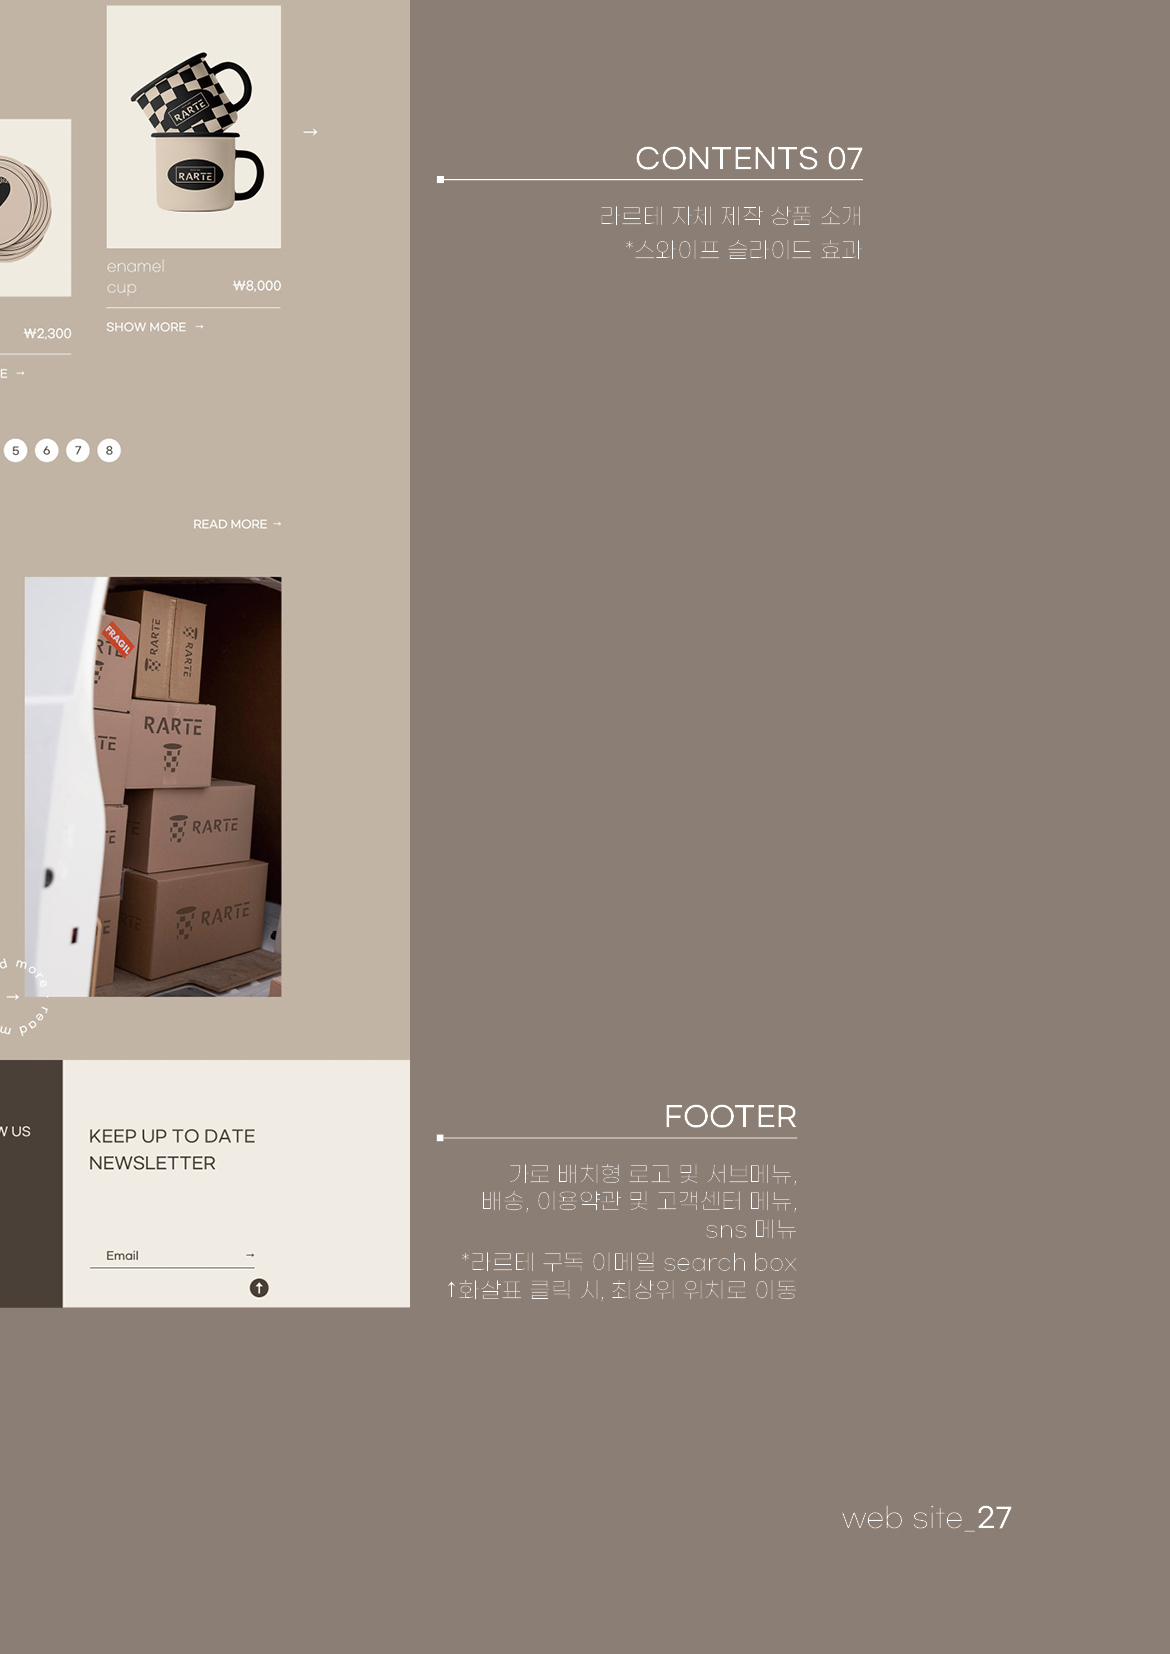 RARTE
RARTE
→
enamel
cup
₩8,000
SHOW MORE →
₩2,300
E →
5 6 7 8
READ MORE →
FRAGIL
RARTE
RARTE
RARTE
RARTE
RARTE
d more · read m
→
W US
KEEP UP TO DATE
NEWSLETTER
Email →
CONTENTS 07
라르테 자체 제작 상품 소개
*스와이프 슬라이드 효과
FOOTER
가로 배치형 로고 및 서브메뉴,
배송, 이용약관 및 고객센터 메뉴,
sns 메뉴
*라르테 구독 이메일 search box
↑화살표 클릭 시, 최상위 위치로 이동
web site_27